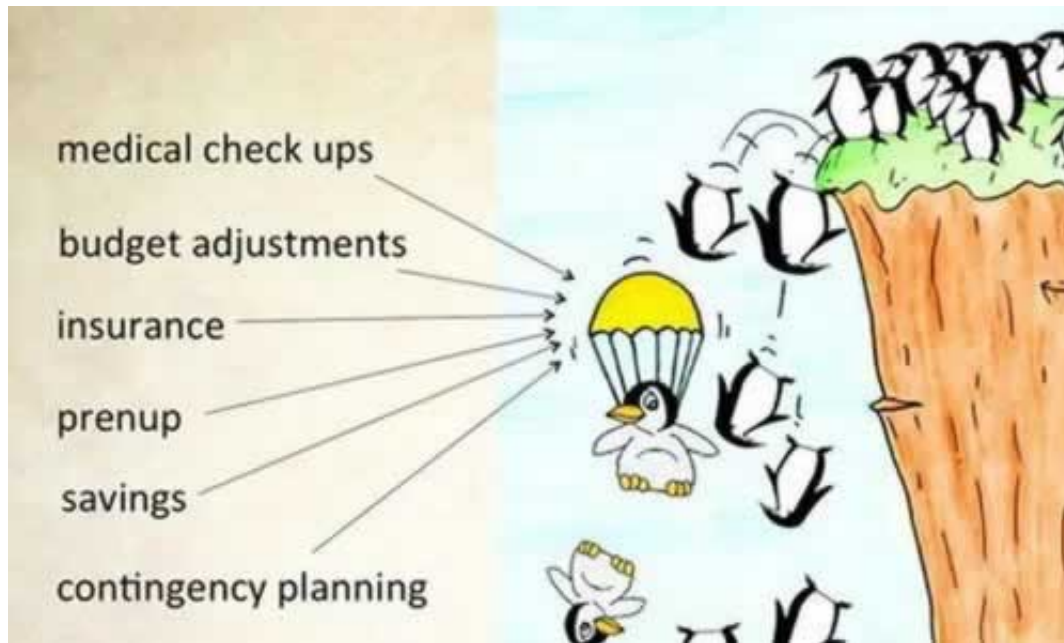 medical check ups
budget adjustments
insurance
prenup
savings
contingency planning